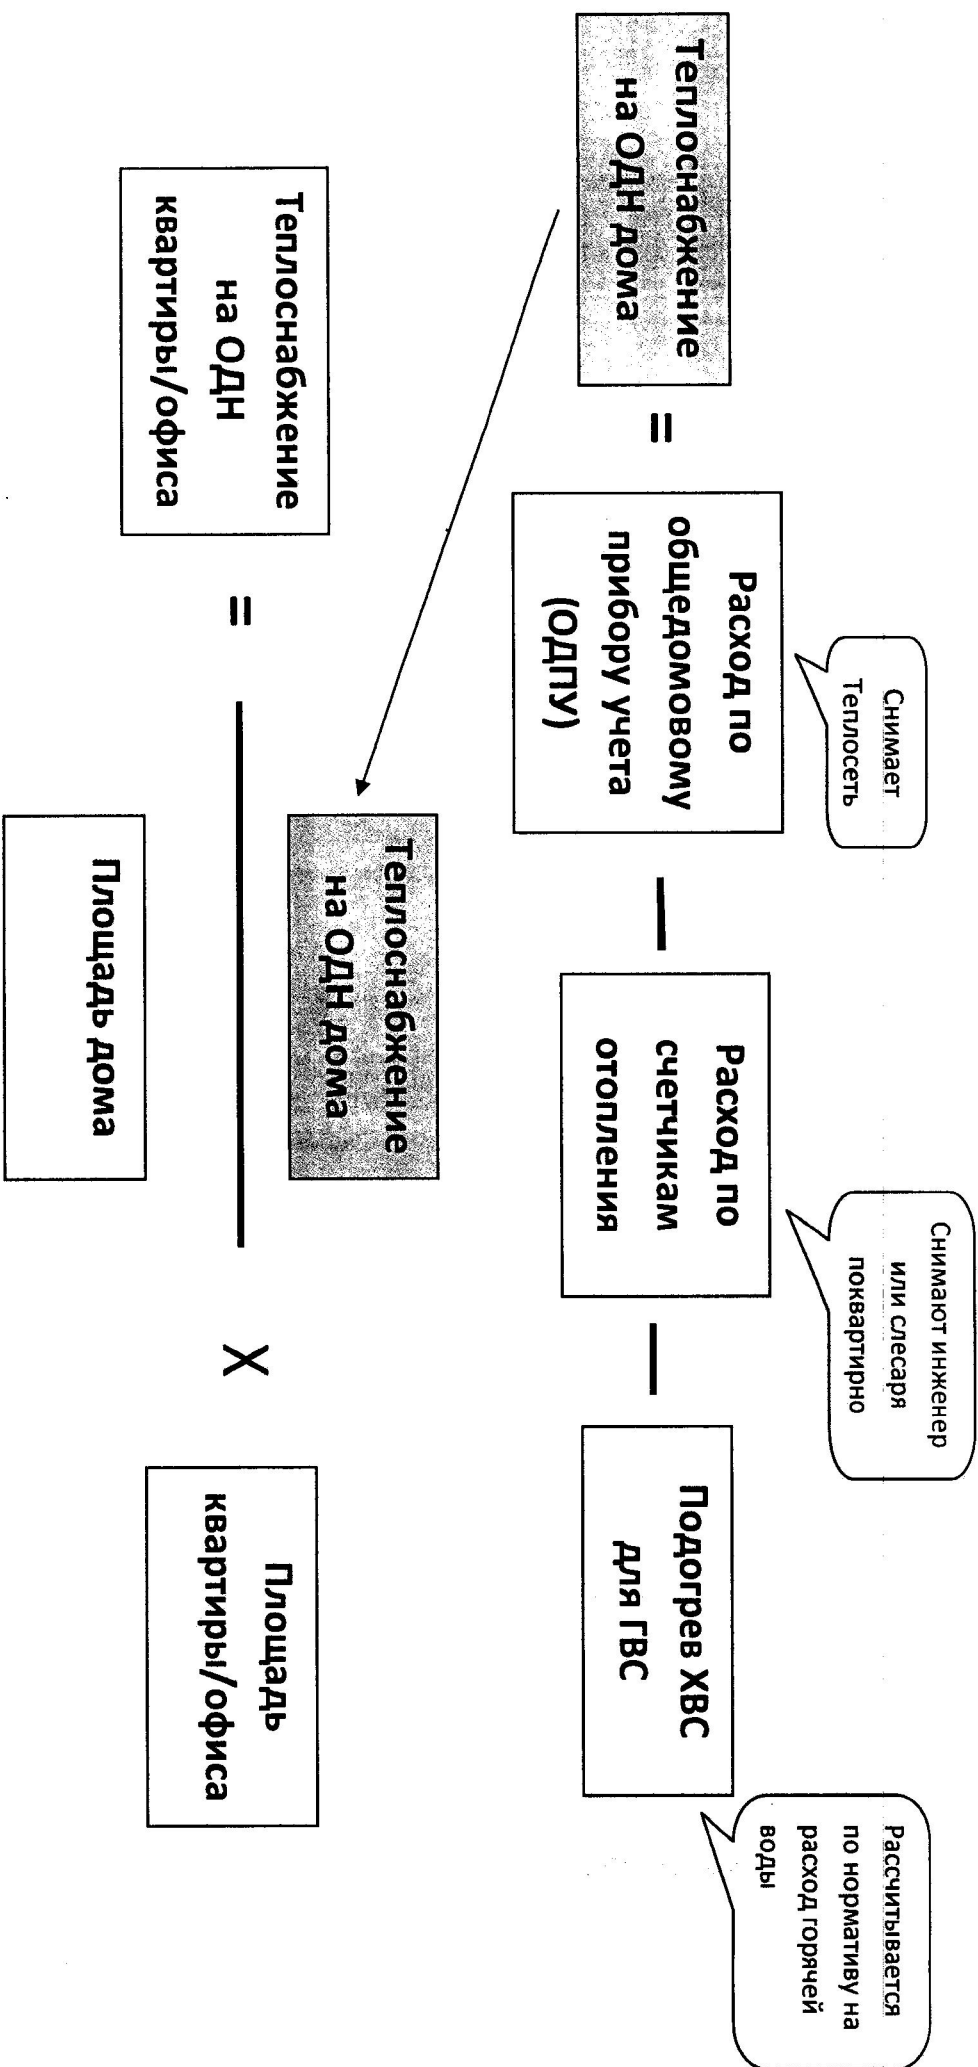 Снимает
Теплосеть
Снимают инженер
или слесаря
поквартирно
Рассчитывается
по нормативу на
расход горячей
воды
Теплоснабжение
на ОДН дома
=
Расход по
общедомовому
прибору учета
(ОДПУ)
—
Расход по
счетчикам
отопления
—
Подогрев ХВС
для ГВС
Теплоснабжение
на ОДН
квартиры/офиса
=
Теплоснабжение
на ОДН дома
Площадь дома
X
Площадь
квартиры/офиса